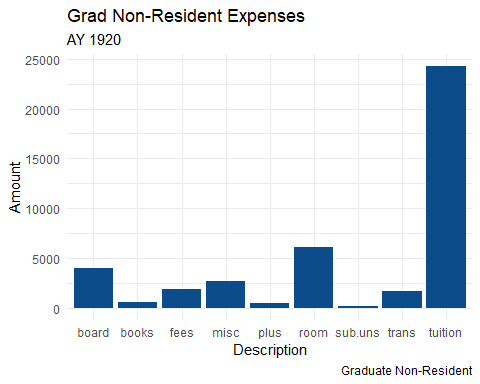 Grad Non-Resident Expenses
AY 1920
25000
20000
15000
10000
5000
0
Amount
board books fees misc plus room sub.uns trans tuition
Description
Graduate Non-Resident